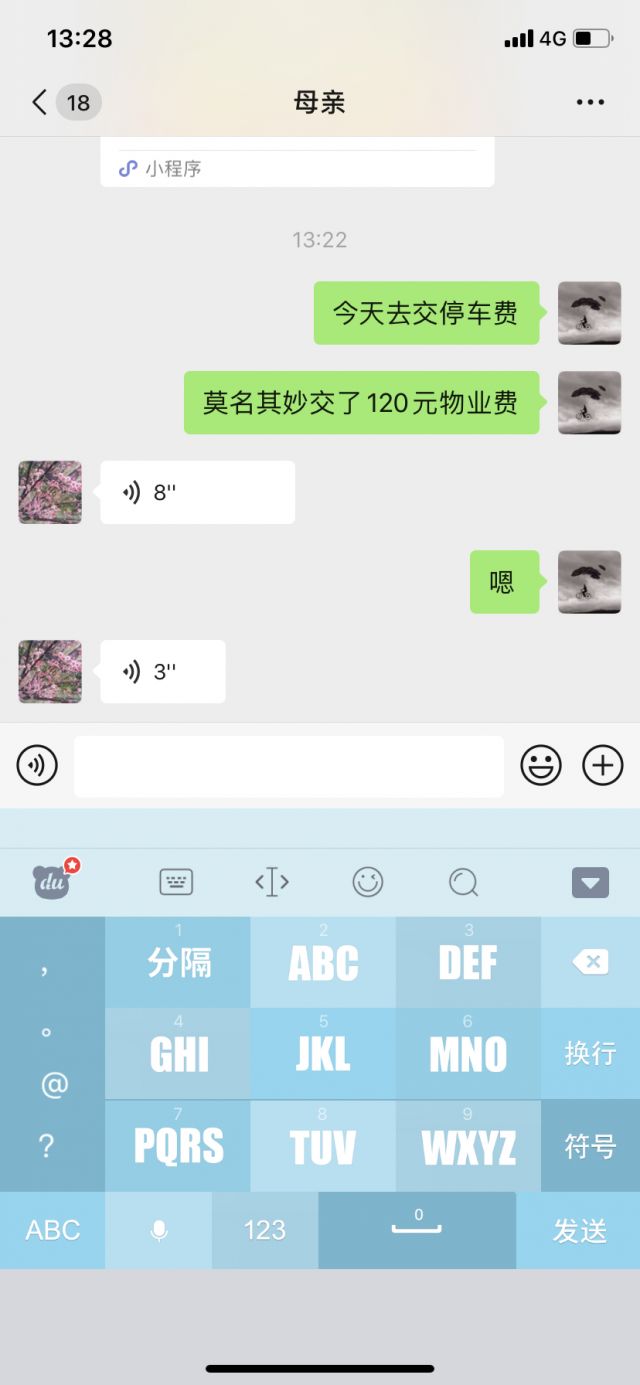 13:28
4G
18
母亲
小程序
13:22
今天去交停车费
莫名其妙交了120元物业费
8"
嗯
3"
du
，
1
分隔
2
ABC
3
DEF
。
4
GHI
5
JKL
6
MNO
换行
@
7
PQRS
8
TUV
9
WXYZ
符号
？
ABC
123
0
发送